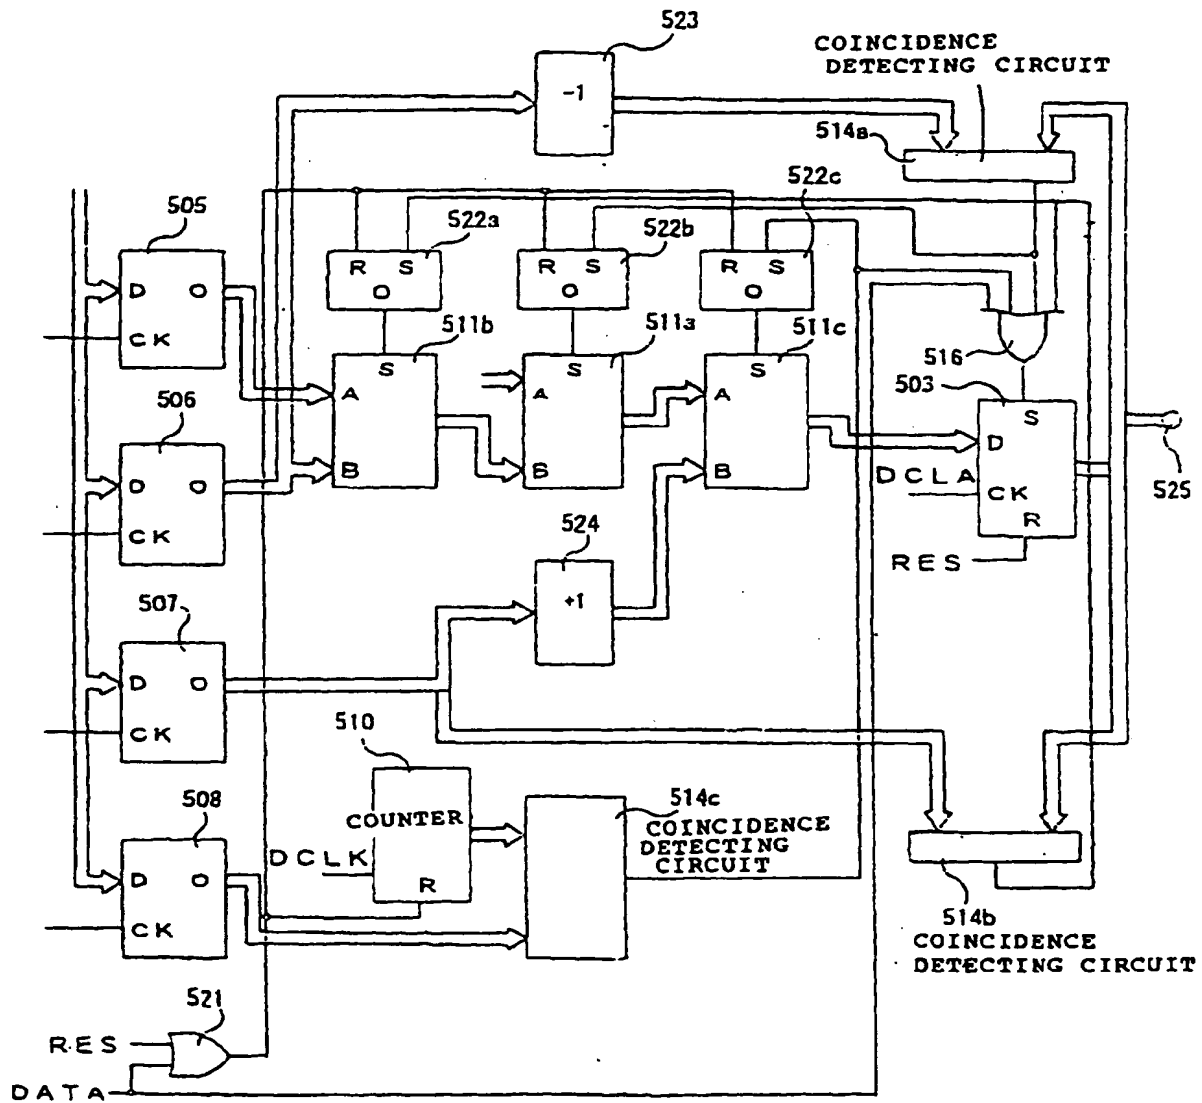 523
COINCIDENCE
DETECTING CIRCUIT
-1
514a
522c
505
522a
522b
R S
O
R S
O
R S
O
D O
CK
511b
511a
511c
516
S
A
B
S
A
B
S
A
B
503
S
D
CK
R
DCLA
RES
525
506
D O
CK
524
+1
507
D O
CK
510
COUNTER
R
DCLK
514c
COINCIDENCE
DETECTING
CIRCUIT
508
D O
CK
514b
COINCIDENCE
DETECTING CIRCUIT
521
RES
DATA